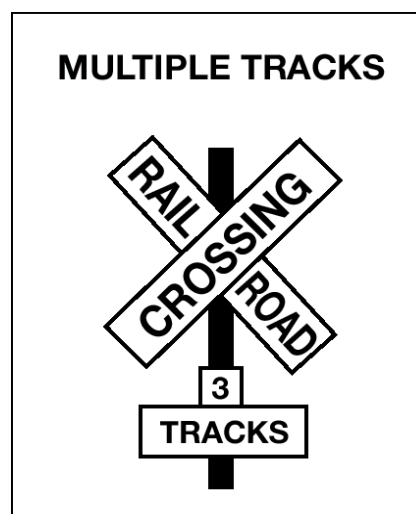 MULTIPLE TRACKS
RAIL
CROSSING
ROAD
3
TRACKS